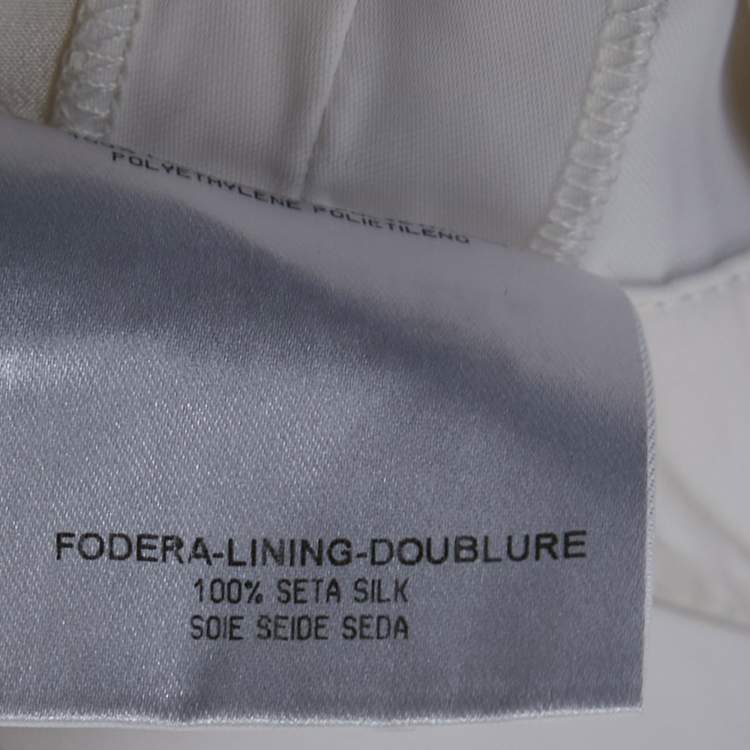 POLYETHYLENE POLIETILENO
FODERA-LINING-DOUBLURE
100% SETA SILK
SOIE SEIDE SEDA